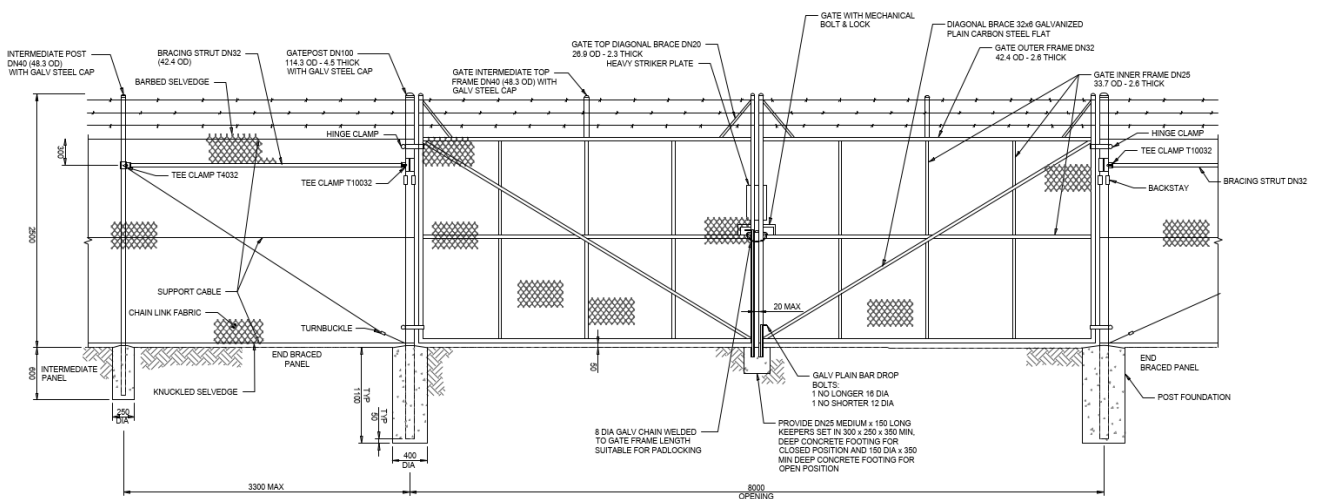 GATE WITH MECHANICAL
BOLT & LOCK
DIAGONAL BRACE 32x6 GALVANIZED
PLAIN CARBON STEEL FLAT
INTERMEDIATE POST
DN40 (48.3 OD)
WITH GALV STEEL CAP
BRACING STRUT DN32
(42.4 OD)
BARBED SELVEDGE
GATEPOST DN100
114.3 OD - 4.5 THICK
WITH GALV STEEL CAP
GATE TOP DIAGONAL BRACE DN20
26.9 OD - 2.3 THICK
HEAVY STRIKER PLATE
GATE OUTER FRAME DN32
42.4 OD - 2.6 THICK
GATE INTERMEDIATE TOP
FRAME DN40 (48.3 OD) WITH
GALV STEEL CAP
GATE INNER FRAME DN25
33.7 OD - 2.6 THICK
HINGE CLAMP
HINGE CLAMP
300
TEE CLAMP T4032
TEE CLAMP T10032
TEE CLAMP T10032
BRACING STRUT DN32
BACKSTAY
2500
SUPPORT CABLE
CHAIN LINK FABRIC
TURNBUCKLE
20 MAX
END BRACED
PANEL
INTERMEDIATE
PANEL
KNUCKLED SELVEDGE
600
250
DIA
TYP
1100
TYP
50
400
DIA
50
GALV PLAIN BAR DROP
BOLTS:
1 NO LONGER 16 DIA
1 NO SHORTER 12 DIA
END
BRACED PANEL
POST FOUNDATION
8 DIA GALV CHAIN WELDED
TO GATE FRAME LENGTH
SUITABLE FOR PADLOCKING
PROVIDE DN25 MEDIUM x 150 LONG
KEEPERS SET IN 300 x 250 x 350 MIN,
DEEP CONCRETE FOOTING FOR
CLOSED POSITION AND 150 DIA x 350
MIN DEEP CONCRETE FOOTING FOR
OPEN POSITION
3300 MAX
8000
OPENING